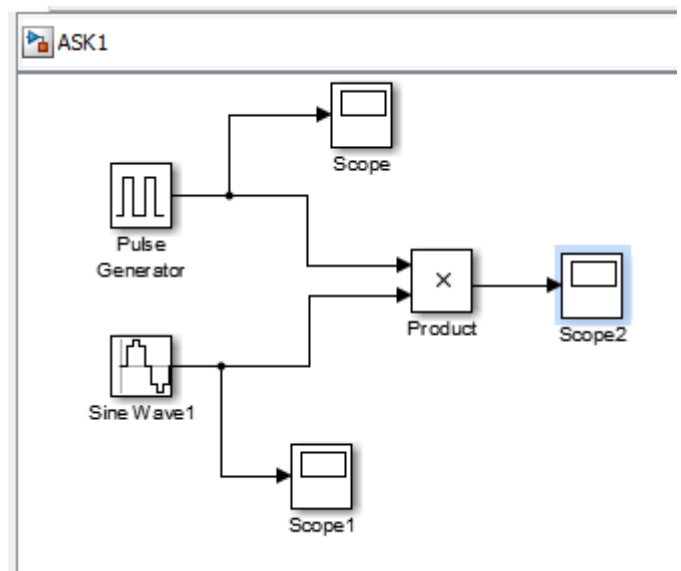 ASK1
Scope
Pulse
Generator
×
Product
Scope2
Sine Wave1
Scope1